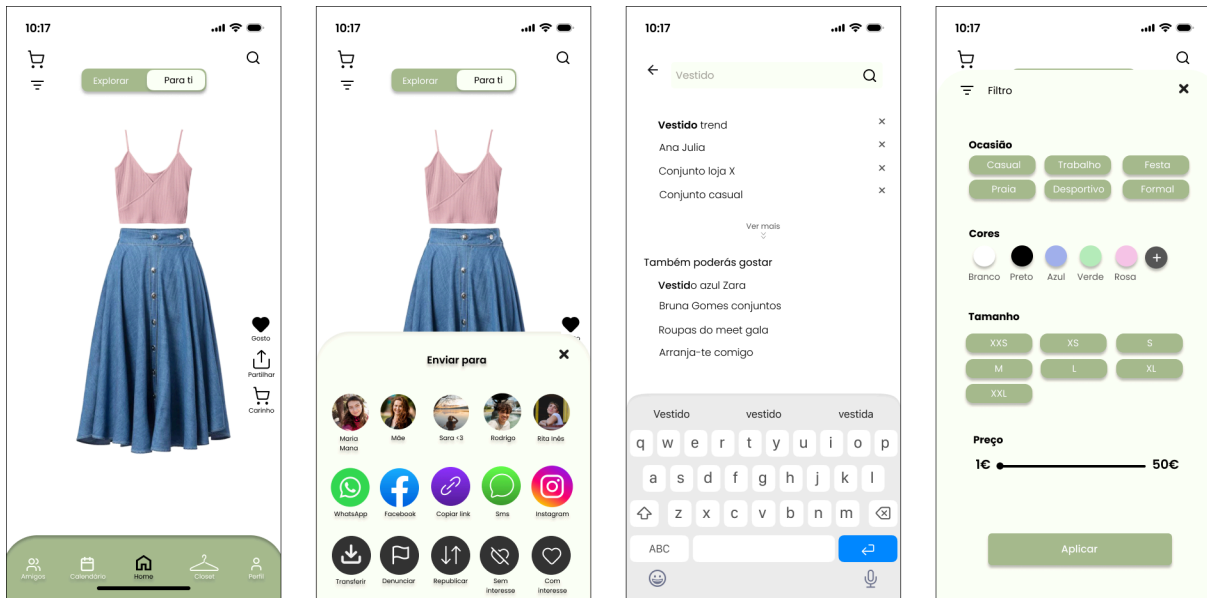 10:17
Explorar Para ti
Gosto
Partilhar
Carinho
Amigos Calendário Home Closet Perfil
10:17
Explorar Para ti
Enviar para
Maria Mana Mãe Sara <3 Rodrigo Rita Inês
WhatsApp Facebook Copiar link Sms Instagram
Transferir Denunciar Republicar Sem interesse Com interesse
10:17
Vestido
Vestido trend
Ana Julia
Conjunto loja X
Conjunto casual
Ver mais
Também poderás gostar
Vestido azul Zara
Bruna Gomes conjuntos
Roupas do meet gala
Arranja-te comigo
Vestido vestido vestida
q w e r t y u i o p
a s d f g h j k l
z x c v b n m
ABC
10:17
Filtro
Ocasião
Casual Trabalho Festa
Praia Desportivo Formal
Cores
Branco Preto Azul Verde Rosa
Tamanho
XXS XS S
M L XL
XXL
Preço
1€ 50€
Aplicar